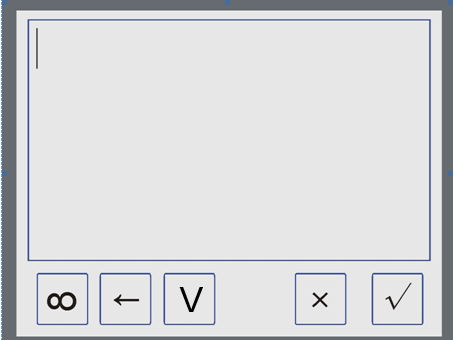 ∞ ← V × √